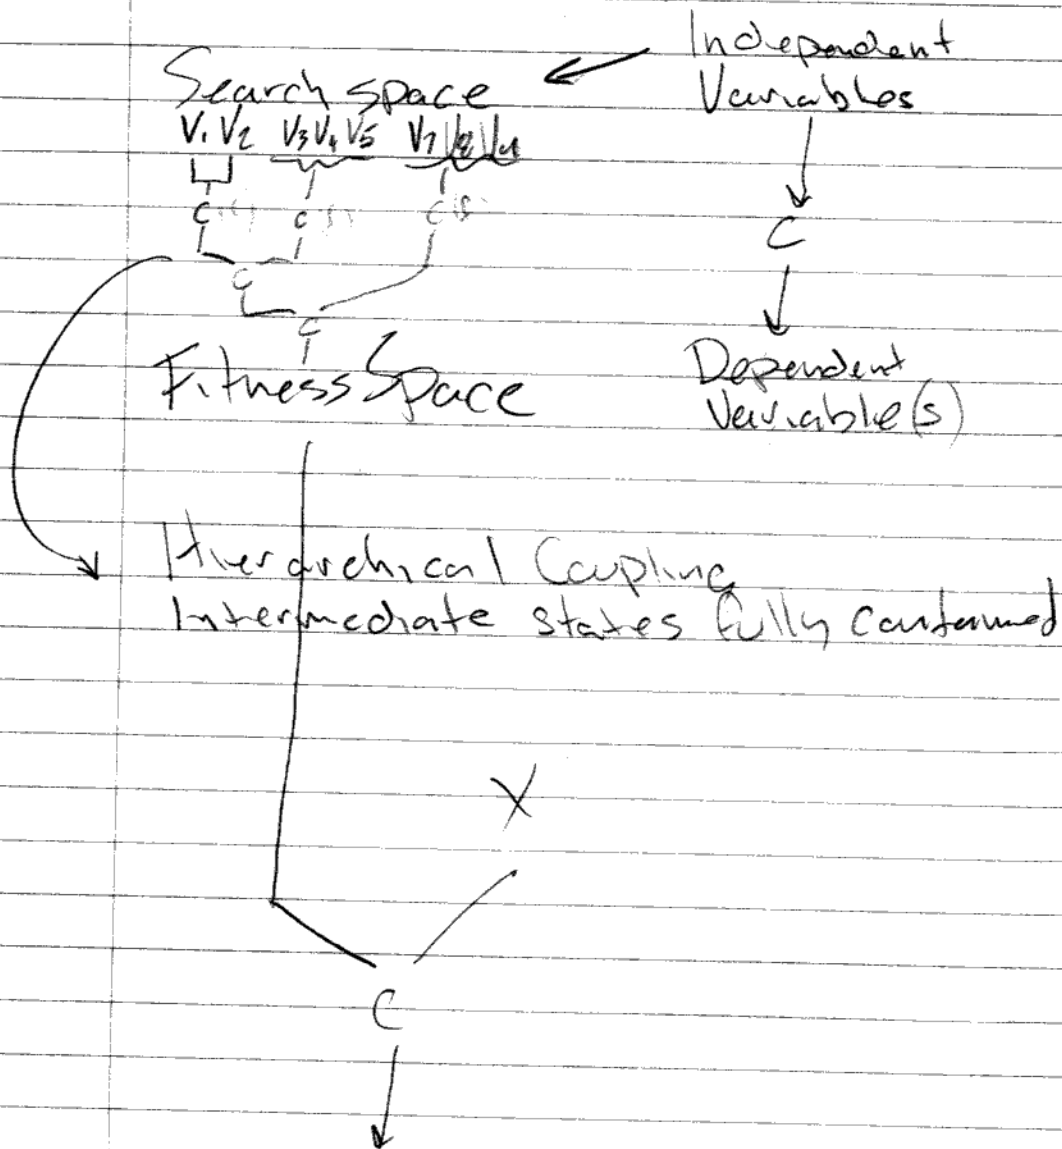 Independent
Variables
Search space
V1 V2 V3 V4 V5 V7 V8
C C C
C
C
C
Fitness Space
Dependent
Variable(s)
Hierarchical Coupling
Intermediate states fully contained
X
C